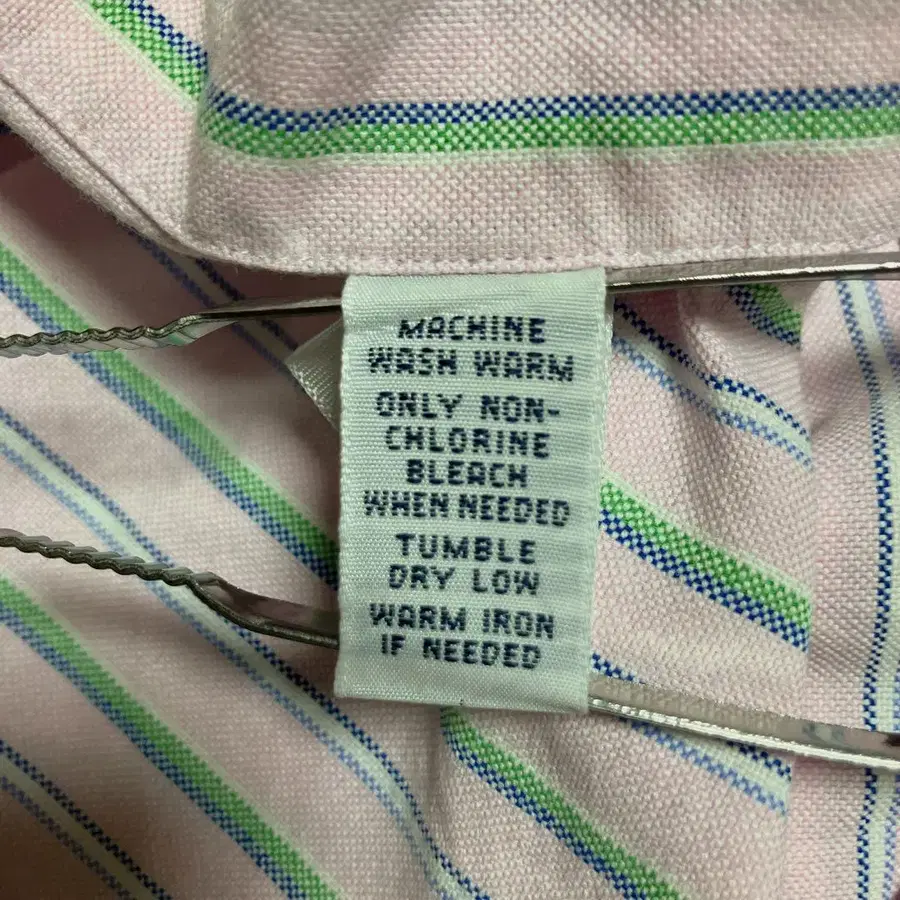 MACHINE
WASH WARM
ONLY NON-
CHLORINE
BLEACH
WHEN NEEDED
TUMBLE
DRY LOW
WARM IRON
IF NEEDED